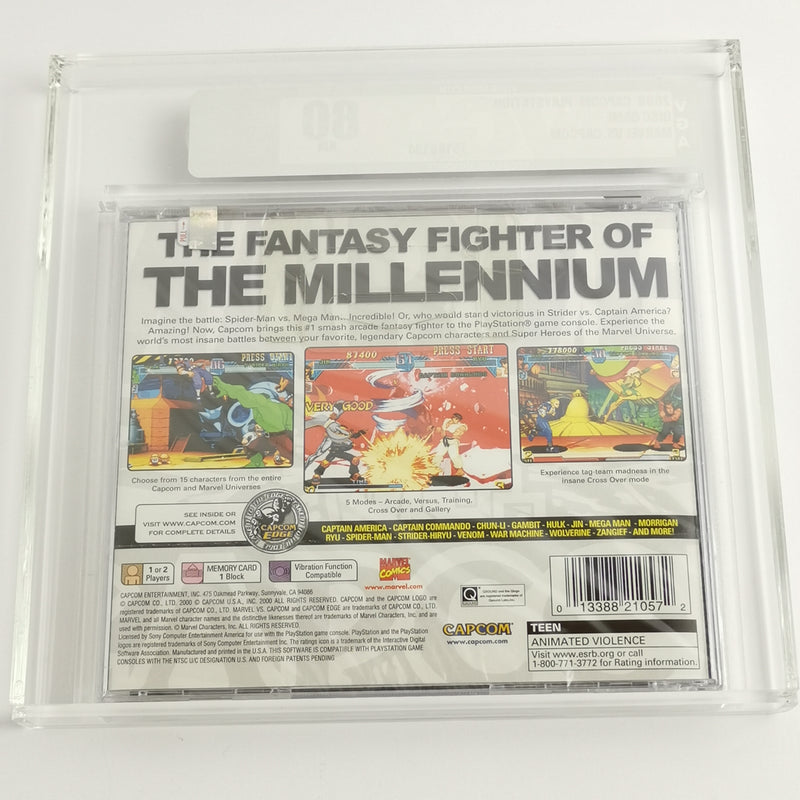 THE FANTASY FIGHTER OF
THE MILLENNIUM
Imagine the battle: Spider-Man vs. Mega Man...Incredible! Or, who would stand victorious in Strider vs. Captain America?
Amazing! Now, Capcom brings this #1 smash arcade fantasy fighter to the PlayStation® game console. Experience the
world's most insane battles between your favorite, legendary Capcom characters and Super Heroes of the Marvel Universe.
PRESS START
87400
PRESS START
VERY GOOD
778000
PRESS START
Choose from 15 characters from the entire
Capcom and Marvel Universes
5 Modes – Arcade, Versus, Training,
Cross Over and Gallery
Experience tag-team madness in the
insane Cross Over mode
SEE INSIDE OR
VISIT WWW.CAPCOM.COM
FOR COMPLETE DETAILS
CAPCOM
EDGE
CAPTAIN AMERICA - CAPTAIN COMMANDO - CHUN-LI - GAMBIT - HULK - JIN - MEGA MAN - MORRIGAN
RYU - SPIDER-MAN - STRIDER-HIRYU - VENOM - WAR MACHINE - WOLVERINE - ZANGIEF - AND MORE!
1 or 2
Players
MEMORY CARD
1 Block
Vibration Function
Compatible
MARVEL
COMICS
www.marvel.com
CAPCOM ENTERTAINMENT, INC. 475 Oakmead Parkway, Sunnyvale, CA 94086
© CAPCOM CO., LTD. 2000 © CAPCOM U.S.A., INC. 2000 ALL RIGHTS RESERVED. CAPCOM and the CAPCOM LOGO are
registered trademarks of CAPCOM CO., LTD. MARVEL VS. CAPCOM and CAPCOM EDGE are trademarks of CAPCOM CO., LTD.
MARVEL and all Marvel character names and the distinctive likenesses thereof are trademarks of Marvel Characters, Inc. and are
used with permission. © Marvel Characters, Inc. All rights reserved.
Licensed by Sony Computer Entertainment America for use with the PlayStation game console. PlayStation and the PlayStation
logos are registered trademarks of Sony Computer Entertainment Inc. The ratings icon is a trademark of the Interactive Digital
Software Association. Manufactured and printed in the U.S.A. THIS SOFTWARE IS COMPATIBLE WITH PLAYSTATION GAME
CONSOLES WITH THE NTSC U/C DESIGNATION. U.S. AND FOREIGN PATENTS PENDING
CAPCOM
0 13388 21057 2
TEEN
ANIMATED VIOLENCE
Visit www.esrb.org or call
1-800-771-3772 for Rating information.